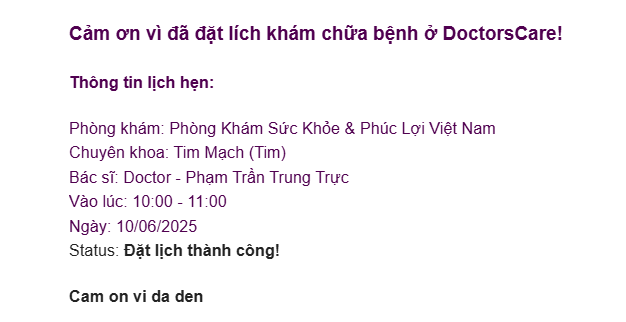 Cảm ơn vì đã đặt lích khám chữa bệnh ở DoctorsCare!
Thông tin lịch hẹn:
Phòng khám: Phòng Khám Sức Khỏe & Phúc Lợi Việt Nam
Chuyên khoa: Tim Mạch (Tim)
Bác sĩ: Doctor - Phạm Trần Trung Trực
Vào lúc: 10:00 - 11:00
Ngày: 10/06/2025
Status: Đặt lịch thành công!
Cam on vi da den